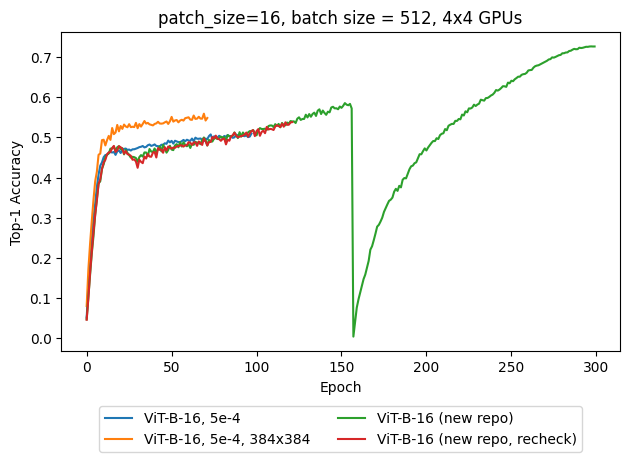 patch_size=16, batch size = 512, 4x4 GPUs
Top-1 Accuracy
0.7
0.6
0.5
0.4
0.3
0.2
0.1
0.0
0 50 100 150 200 250 300
Epoch
ViT-B-16, 5e-4
ViT-B-16, 5e-4, 384x384
ViT-B-16 (new repo)
ViT-B-16 (new repo, recheck)